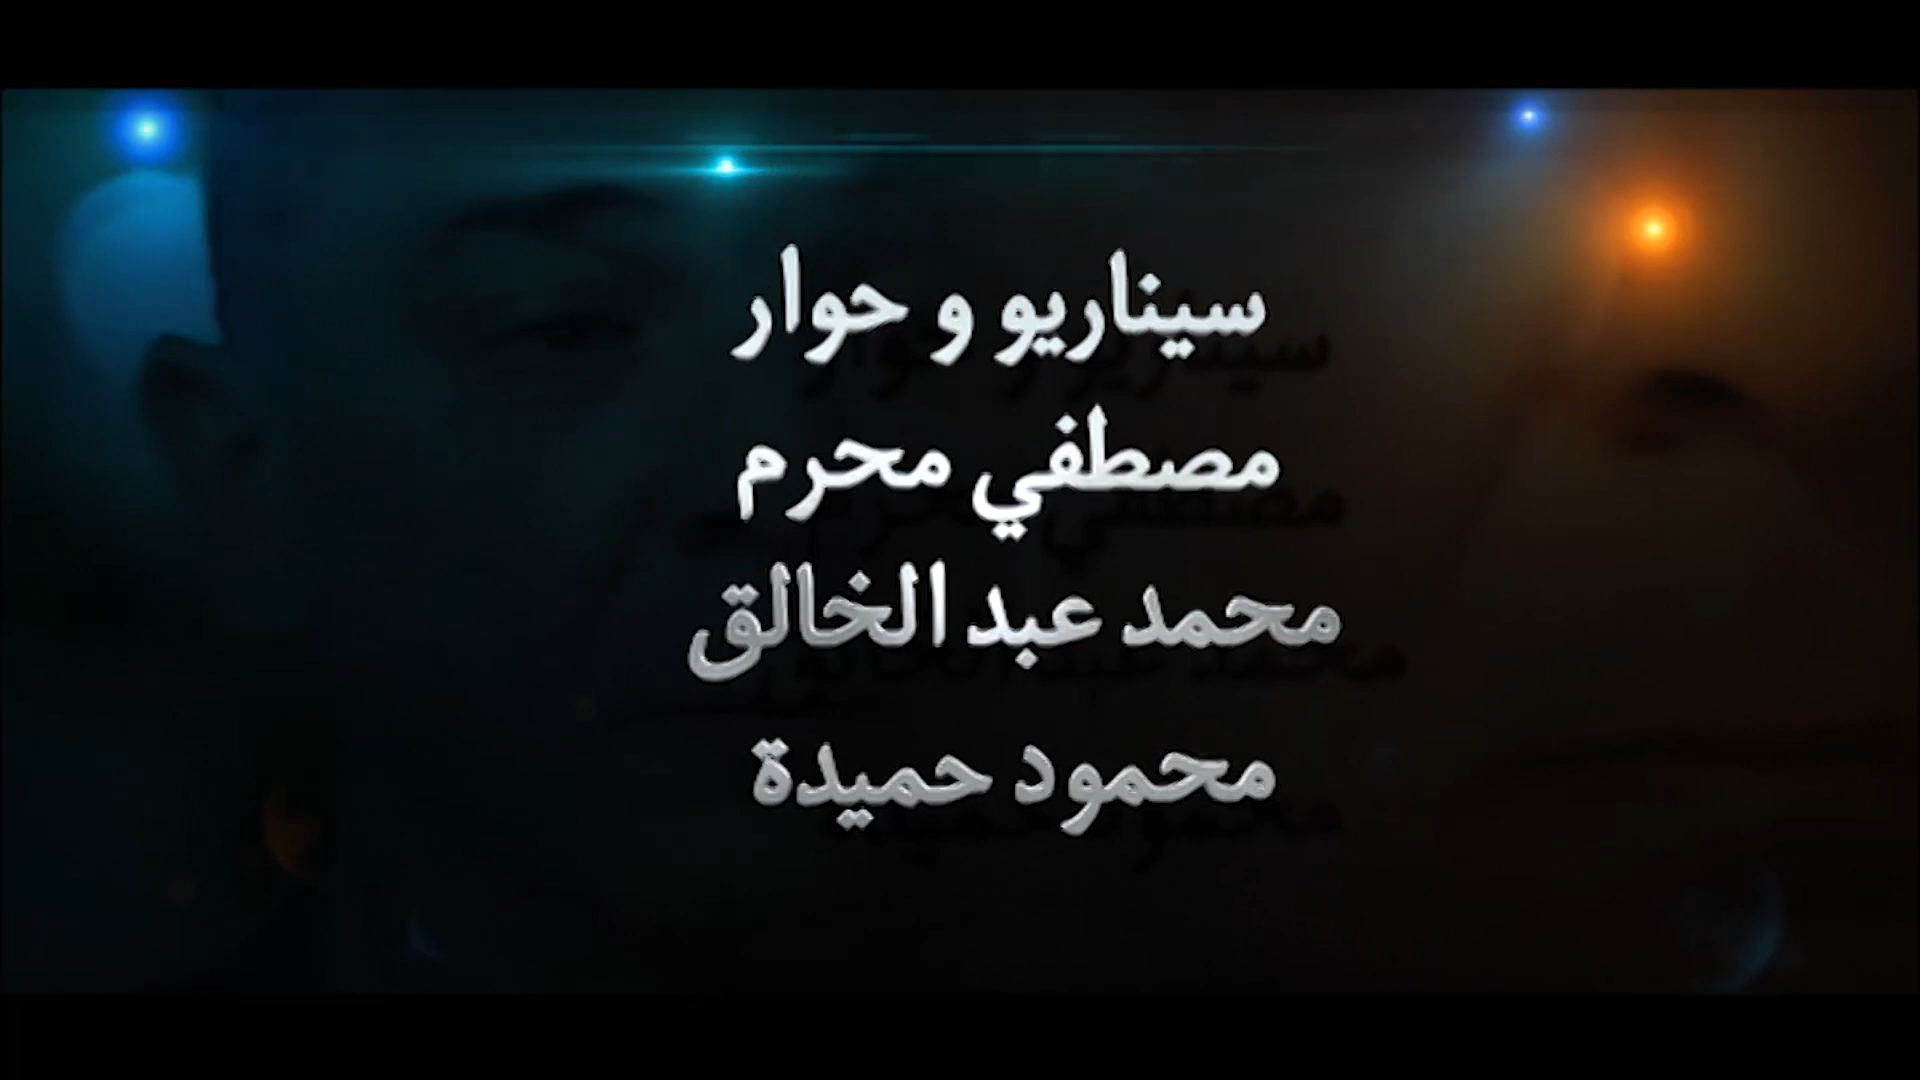 سيناريو و حوار
مصطفي محرم
محمد عبد الخالق
محمود حميدة